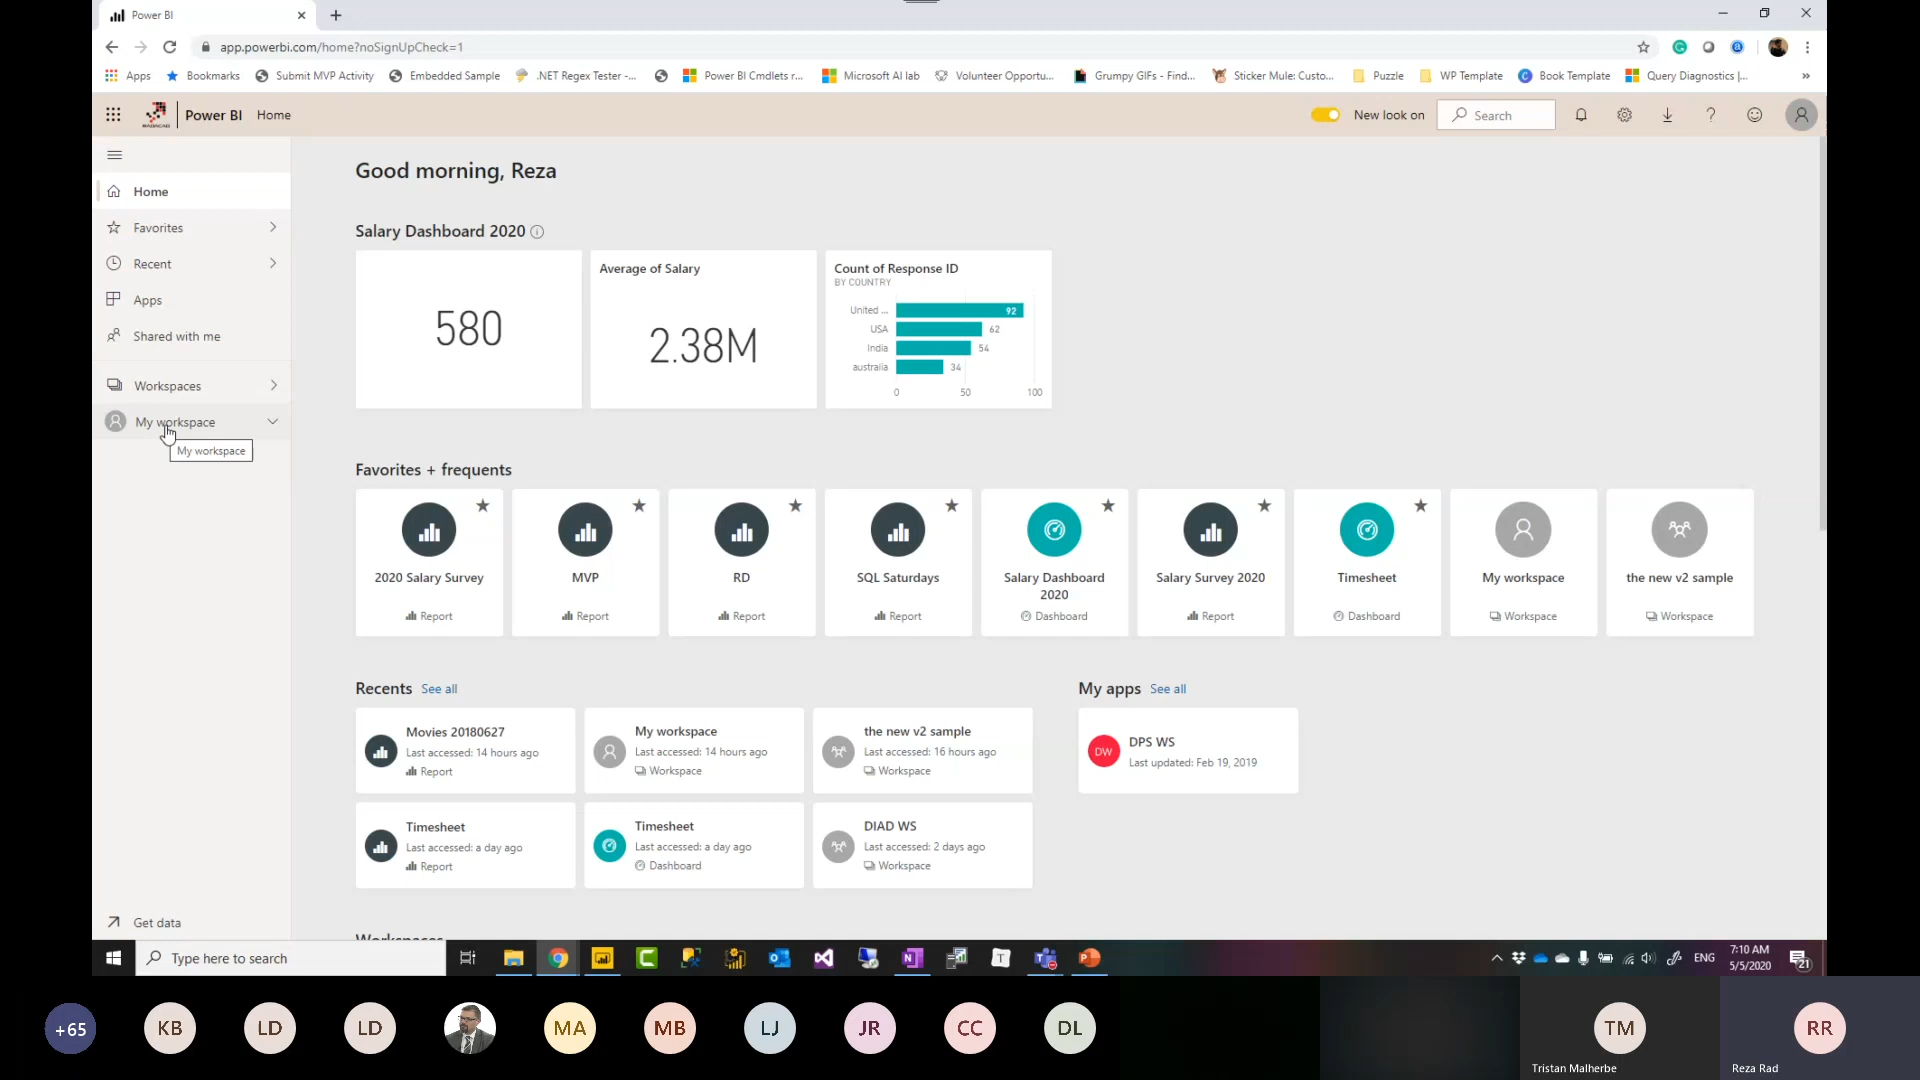 Power BI
app.powerbi.com/home?noSignUpCheck=1
Apps
Bookmarks
Submit MVP Activity
Embedded Sample
.NET Regex Tester -...
Power BI Cmdlets r...
Microsoft AI lab
Volunteer Opportu...
Grumpy GIFs - Find...
Sticker Mule: Custo...
Puzzle
WP Template
Book Template
Query Diagnostics |...
»
RADACAD
Power BI
Home
New look on
Search
Home
Favorites
Recent
Apps
Shared with me
Workspaces
My workspace
My workspace
Get data
Good morning, Reza
Salary Dashboard 2020
580
Average of Salary
2.38M
Count of Response ID
BY COUNTRY
United ... 92
USA 62
India 54
australia 34
0 50 100
Favorites + frequents
2020 Salary Survey
Report
MVP
Report
RD
Report
SQL Saturdays
Report
Salary Dashboard
2020
Dashboard
Salary Survey 2020
Report
Timesheet
Dashboard
My workspace
Workspace
the new v2 sample
Workspace
Recents See all
Movies 20180627
Last accessed: 14 hours ago
Report
My workspace
Last accessed: 14 hours ago
Workspace
the new v2 sample
Last accessed: 16 hours ago
Workspace
Timesheet
Last accessed: a day ago
Report
Timesheet
Last accessed: a day ago
Dashboard
DIAD WS
Last accessed: 2 days ago
Workspace
My apps See all
DW
DPS WS
Last updated: Feb 19, 2019
Type here to search
ENG
7:10 AM
5/5/2020
21
+65
KB
LD
LD
MA
MB
LJ
JR
CC
DL
TM
Tristan Malherbe
RR
Reza Rad